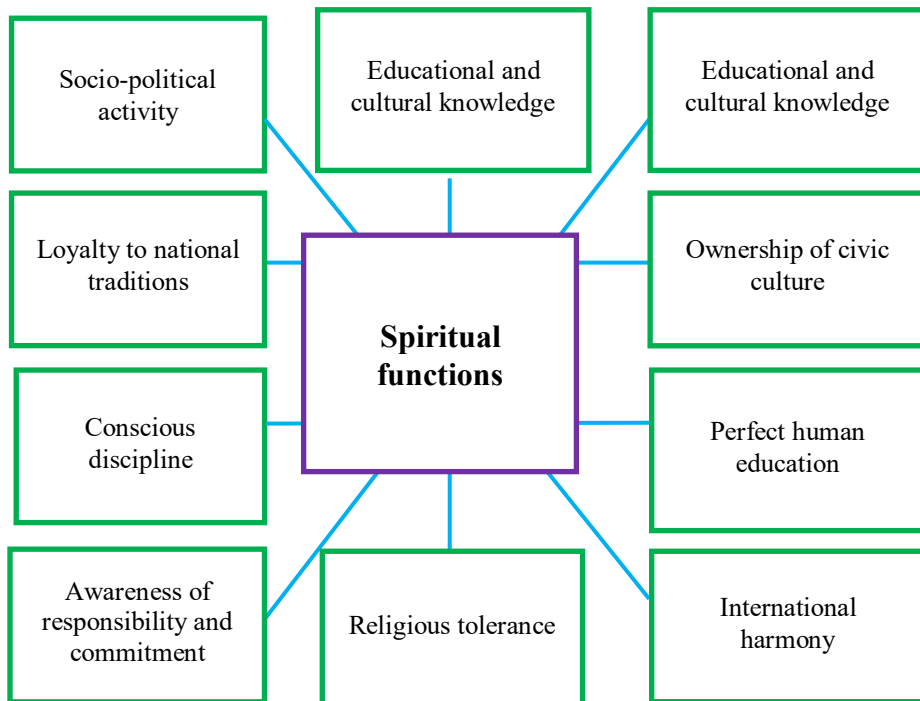 Socio-political
activity
Educational and
cultural knowledge
Educational and
cultural knowledge
Loyalty to national
traditions
Ownership of civic
culture
Spiritual
functions
Conscious
discipline
Perfect human
education
Awareness of
responsibility and
commitment
Religious tolerance
International
harmony